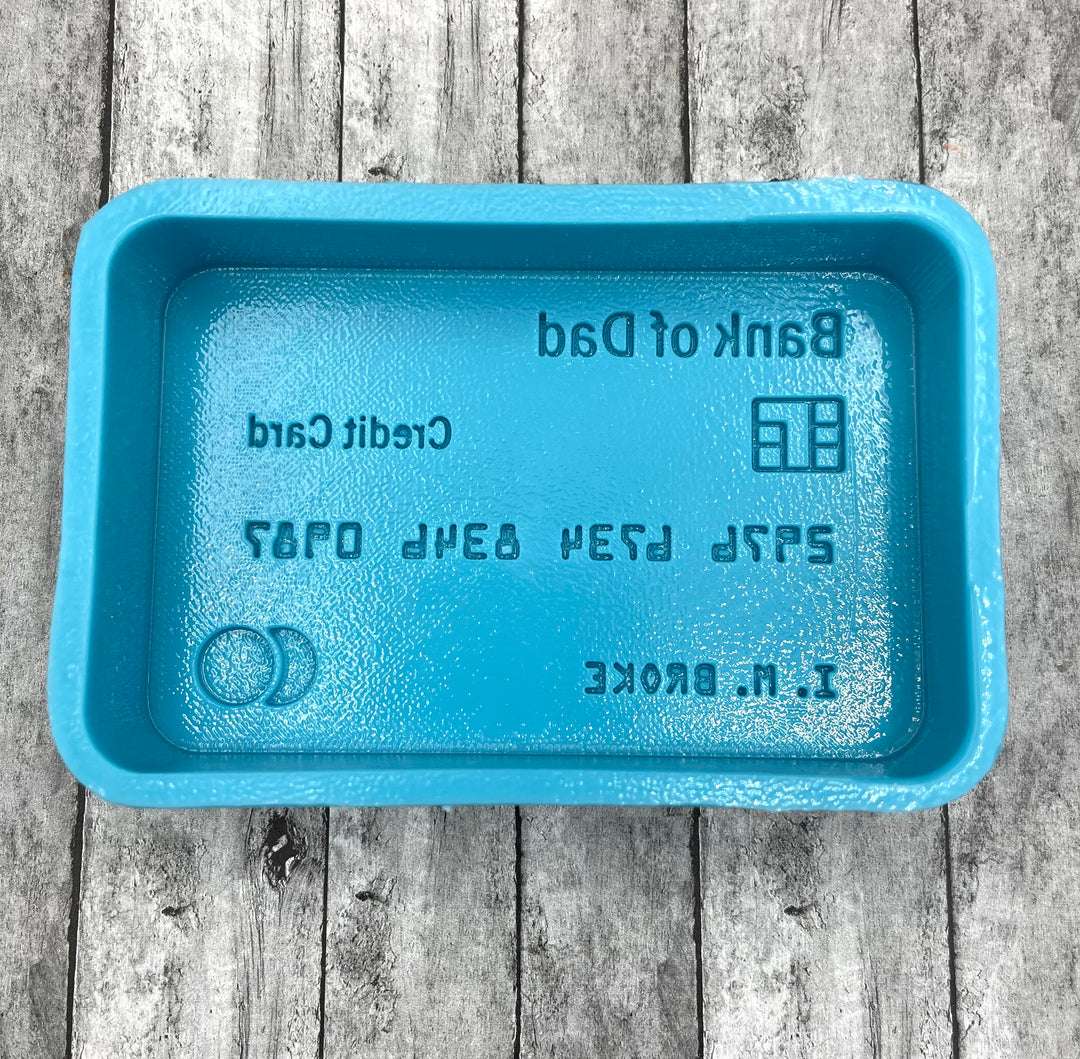 Bank of Dad
Credit Card
2976 6734 8346 0987
I.M.BROKE